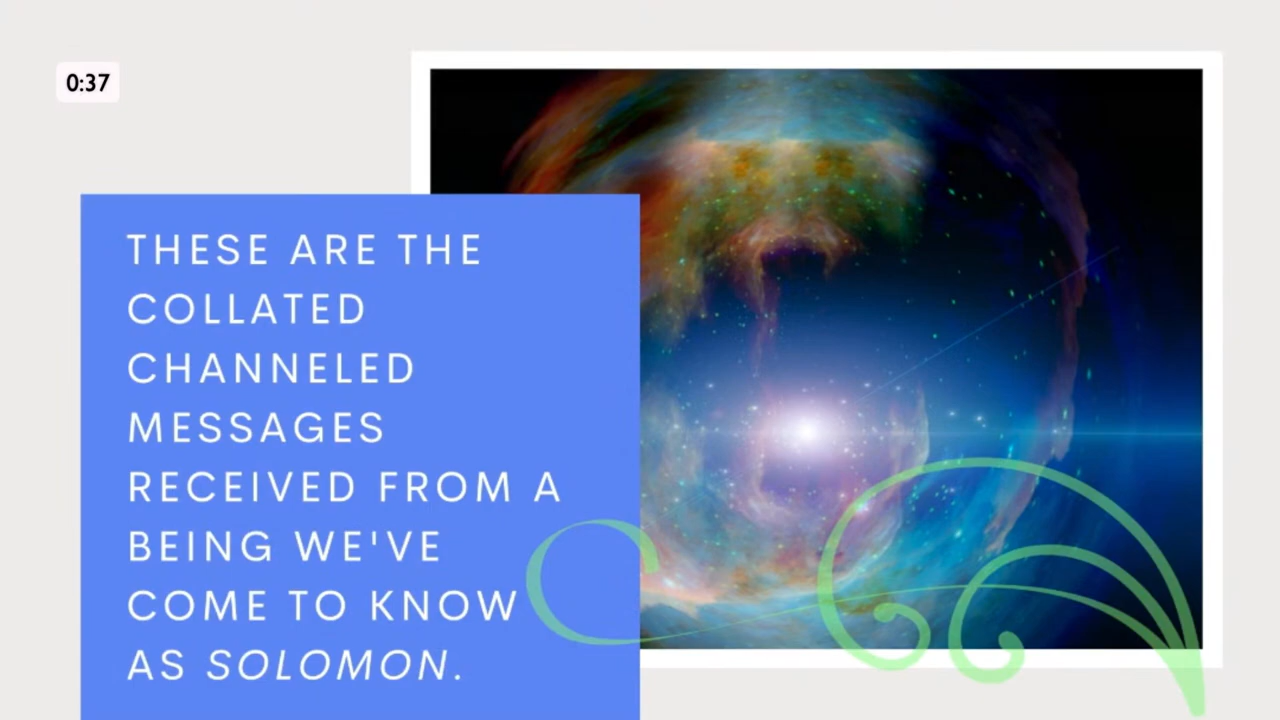 0:37
THESE ARE THE
COLLATED
CHANNELED
MESSAGES
RECEIVED FROM A
BEING WE'VE
COME TO KNOW
AS SOLOMON.